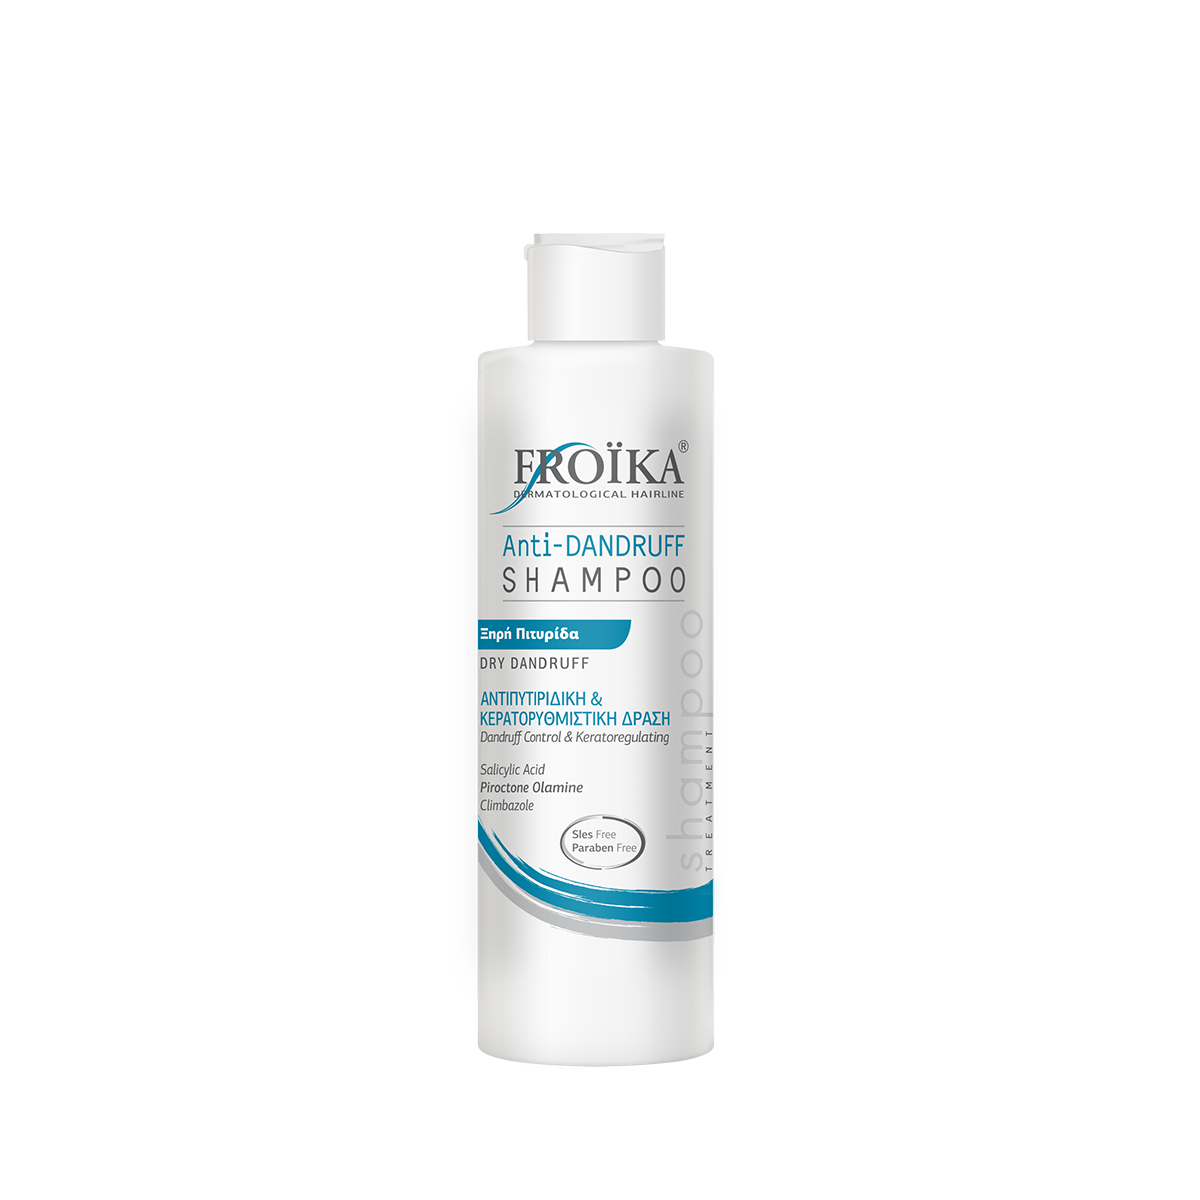 FROÏKA®
DERMATOLOGICAL HAIRLINE
Anti-DANDRUFF
SHAMPOO
Ξηρή Πιτυρίδα
DRY DANDRUFF
ΑΝΤΙΠΥΤΙΡΙΔΙΚΗ &
ΚΕΡΑΤΟΡΥΘΜΙΣΤΙΚΗ ΔΡΑΣΗ
Dandruff Control & Keratoregulating
Salicylic Acid
Piroctone Olamine
Climbazole
Sles Free
Paraben Free
shampoo
TREATMENT